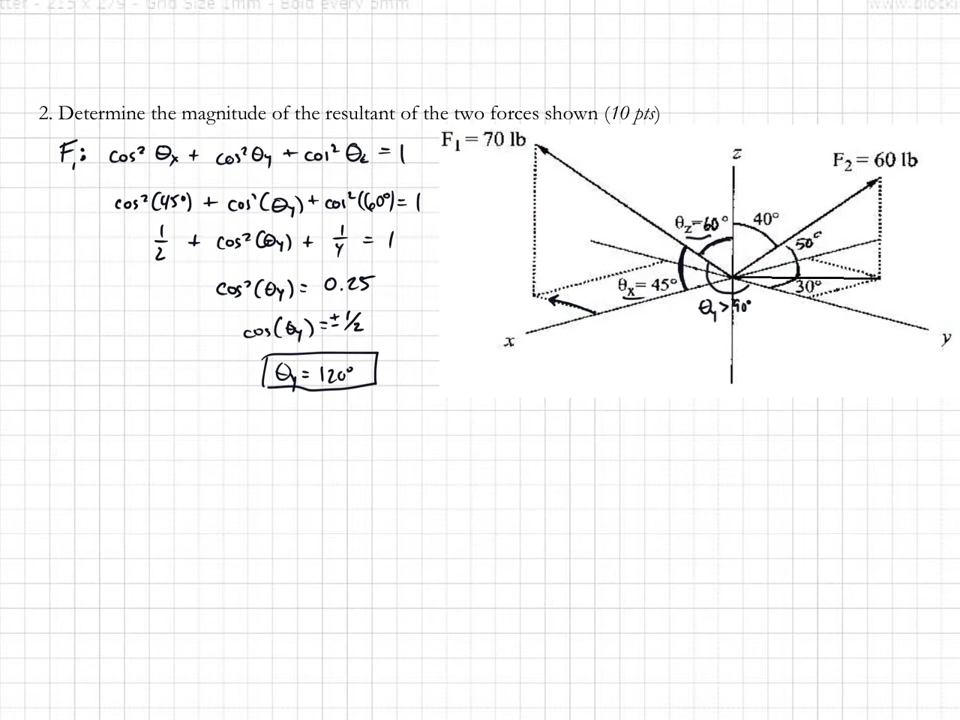 2. Determine the magnitude of the resultant of the two forces shown (10 pts)
F₁: cos² θx + cos² θy + cos² θz = 1
cos² (45°) + cos² (θy) + cos² (60°) = 1
1/2 + cos² (θy) + 1/4 = 1
cos² (θy) = 0.25
cos (θy) = ± 1/2
θy = 120°
F₁ = 70 lb
z
F₂ = 60 lb
θz = 60°
40°
50°
θx = 45°
30°
θy > 90°
x
y